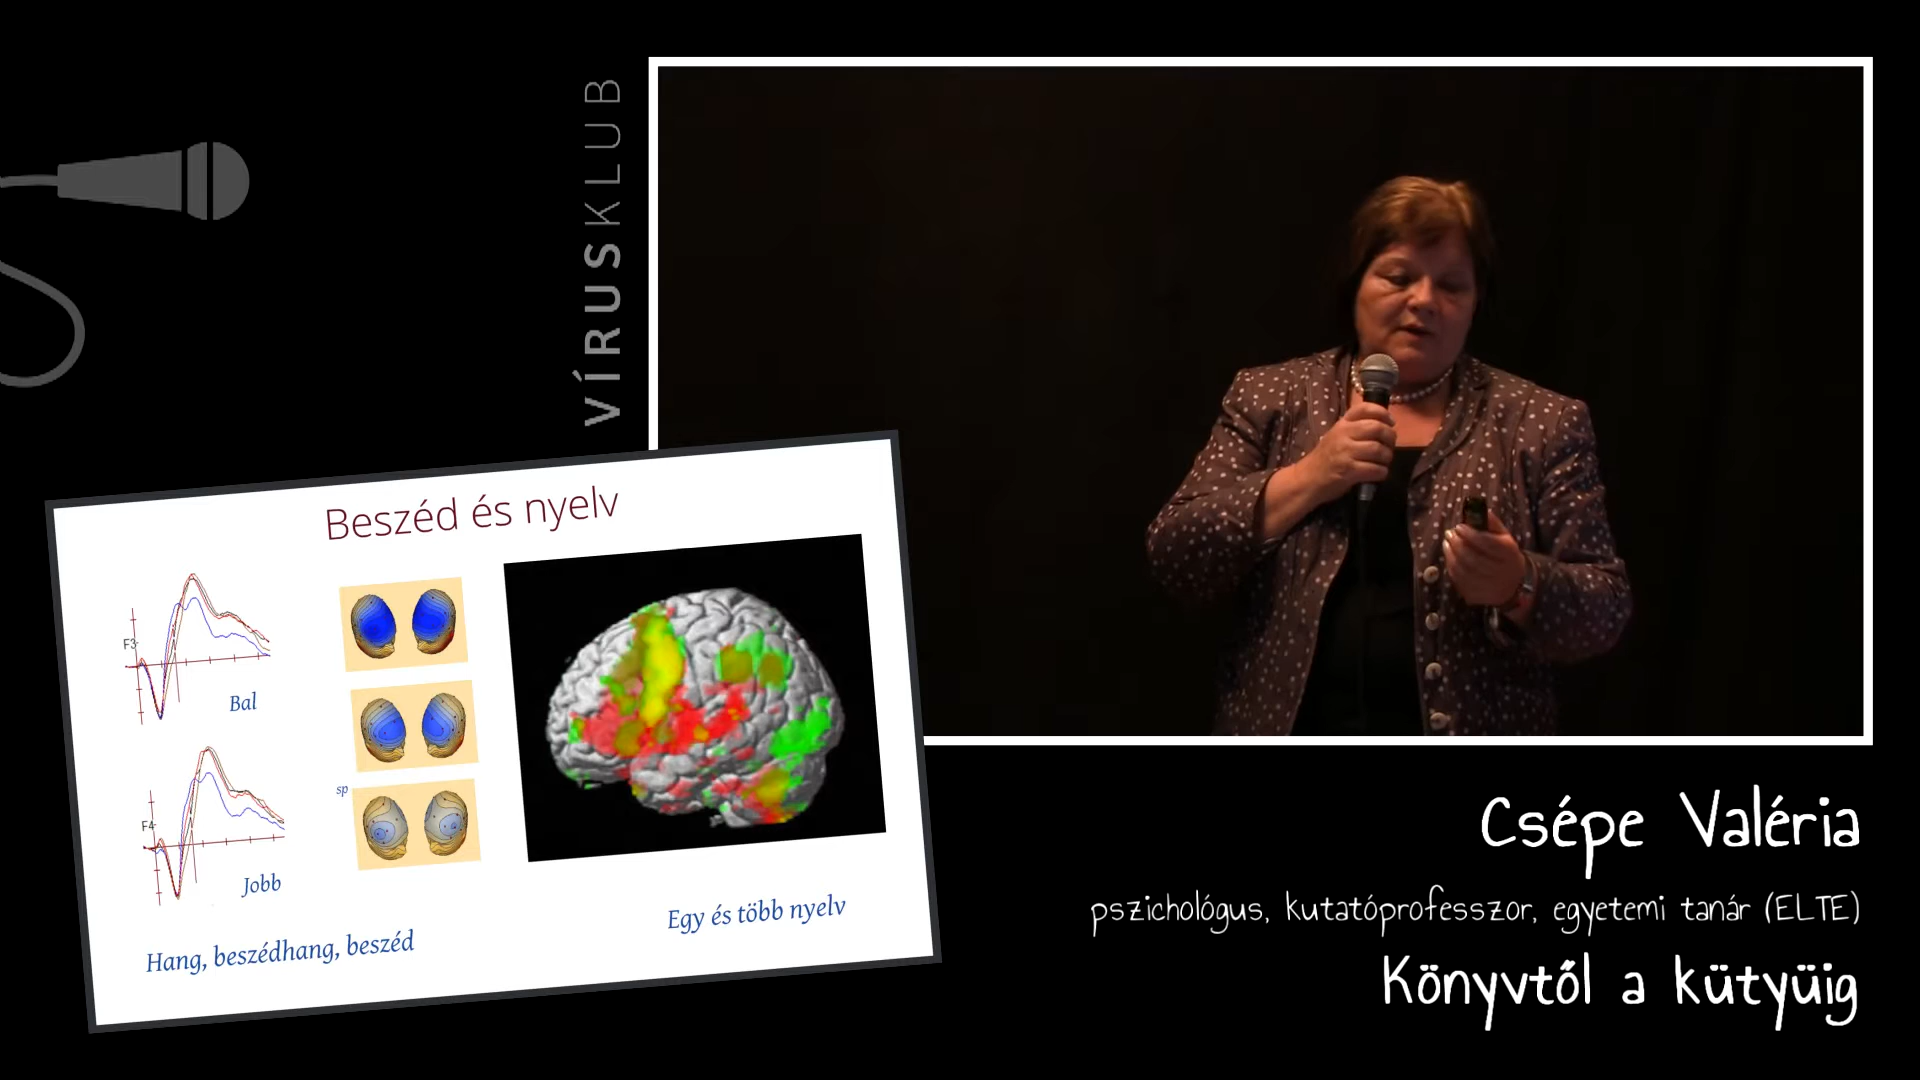 VÍRUSKLUB
Beszéd és nyelv
F3
Bal
F4
Jobb
sp
Hang, beszédhang, beszéd
Egy és több nyelv
Csépe Valéria
pszichológus, kutatóprofesszor, egyetemi tanár (ELTE)
Könyvtől a kütyüig